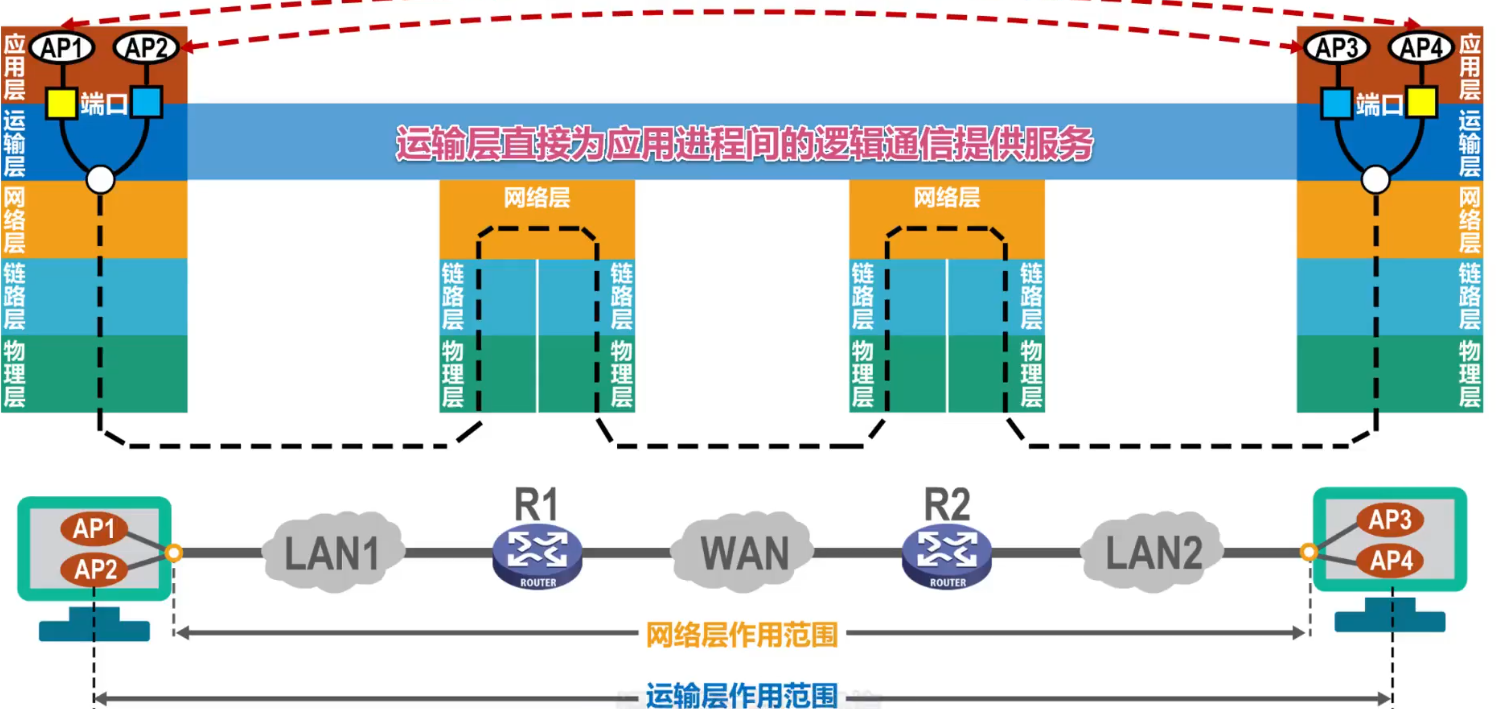 AP1
AP2
AP3
AP4
应用层
端口
端口
应用层
运输层
运输层直接为应用进程间的逻辑通信提供服务
运输层
网络层
网络层
网络层
网络层
链路层
链路层
链路层
链路层
链路层
链路层
物理层
物理层
物理层
物理层
物理层
物理层
R1
R2
AP1
AP2
LAN1
ROUTER
WAN
ROUTER
LAN2
AP3
AP4
网络层作用范围
运输层作用范围